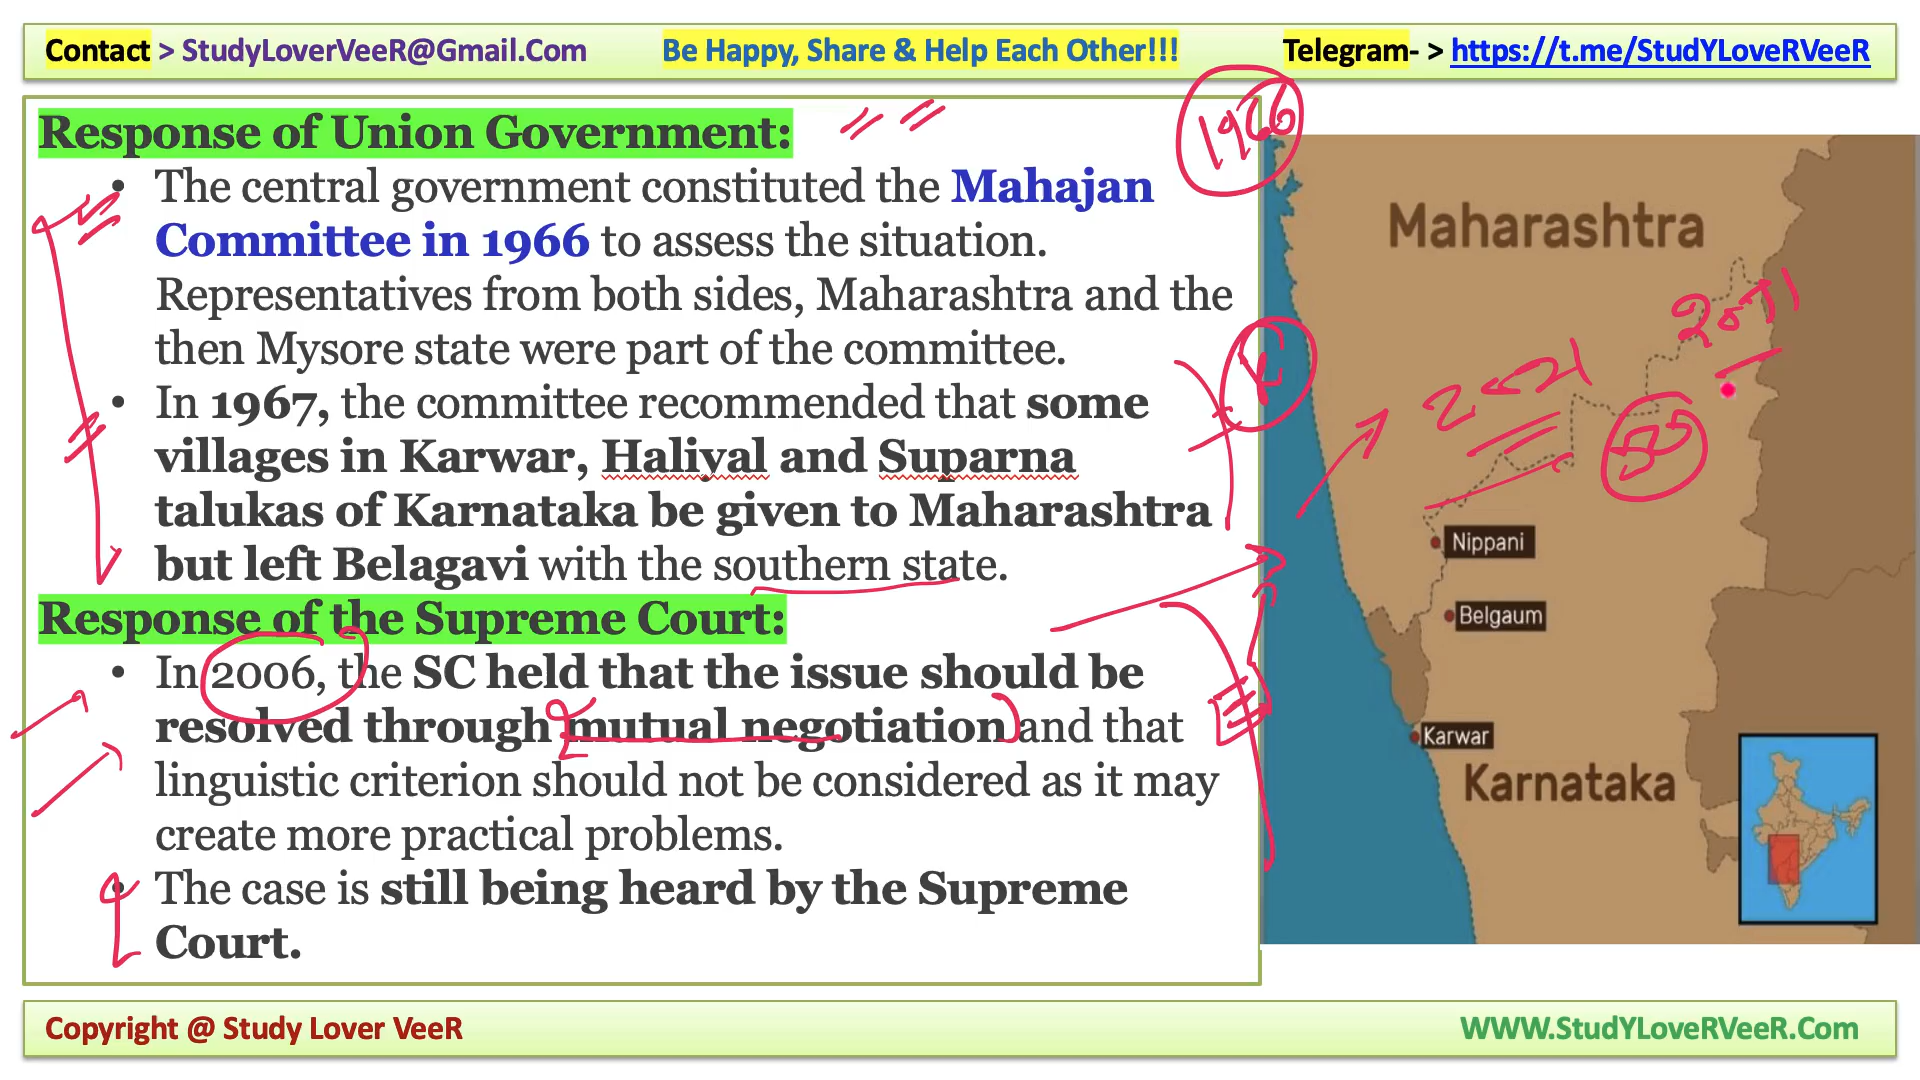 Contact > StudyLoverVeeR@Gmail.Com Be Happy, Share & Help Each Other!!! Telegram- > https://t.me/StudYLoveRVeeR
Response of Union Government:
• The central government constituted the Mahajan
Committee in 1966 to assess the situation.
Representatives from both sides, Maharashtra and the
then Mysore state were part of the committee.
• In 1967, the committee recommended that some
villages in Karwar, Haliyal and Suparna
talukas of Karnataka be given to Maharashtra
but left Belagavi with the southern state.
Response of the Supreme Court:
• In 2006, the SC held that the issue should be
resolved through mutual negotiation and that
linguistic criterion should not be considered as it may
create more practical problems.
• The case is still being heard by the Supreme
Court.
1966
Maharashtra
2021
Nippani
Belgaum
Karwar
Karnataka
Copyright @ Study Lover VeeR WWW.StudYLoveRVeeR.Com